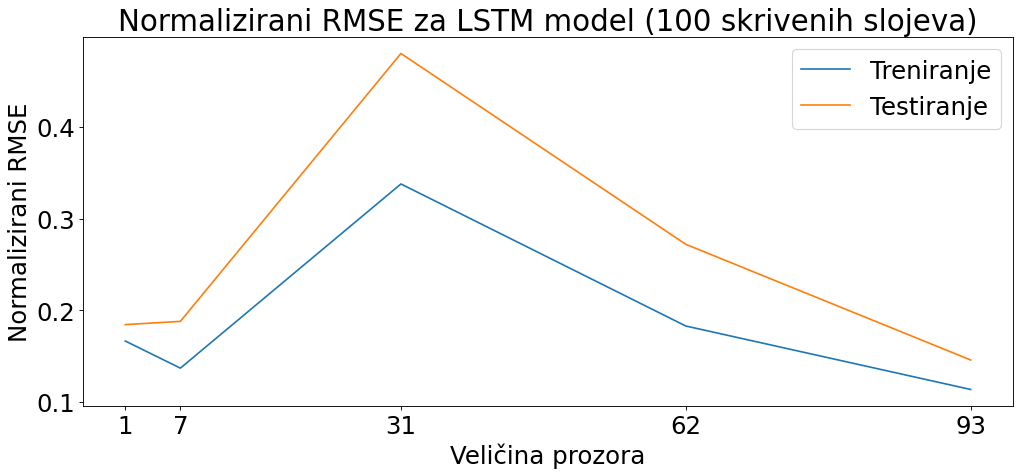 Normalizirani RMSE za LSTM model (100 skrivenih slojeva)
Treniranje
Testiranje
Normalizirani RMSE
0.4
0.3
0.2
0.1
1 7 31 62 93
Veličina prozora